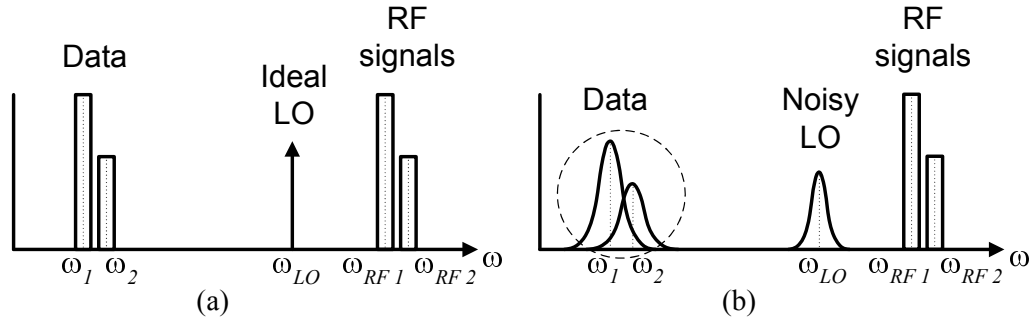 Data
Ideal
LO
RF
signals
ω1 ω2 ωLO ωRF 1 ωRF 2 ω
(a)
Data
Noisy
LO
RF
signals
ω1 ω2 ωLO ωRF 1 ωRF 2 ω
(b)